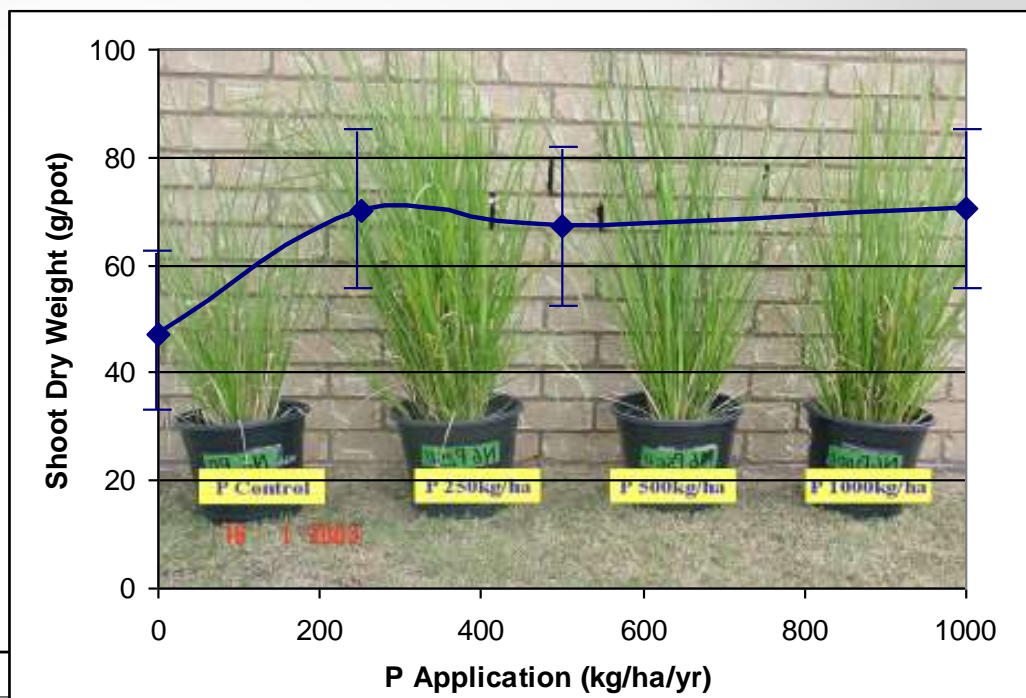 100
80
60
40
20
0
Shoot Dry Weight (g/pot)
P Control
P 250kg/ha
P 500kg/ha
P 1000kg/ha
0 200 400 600 800 1000
P Application (kg/ha/yr)